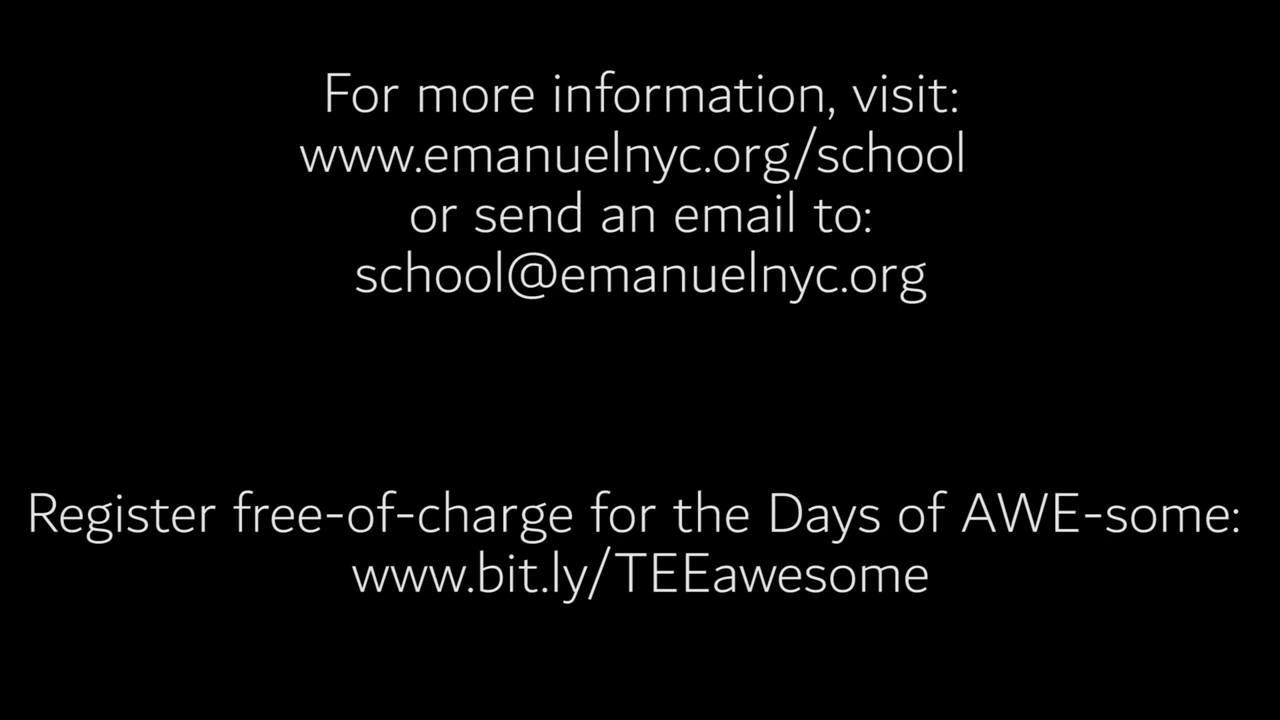 For more information, visit:
www.emanuelnyc.org/school
or send an email to:
school@emanuelnyc.org
Register free-of-charge for the Days of AWE-some:
www.bit.ly/TEEawesome